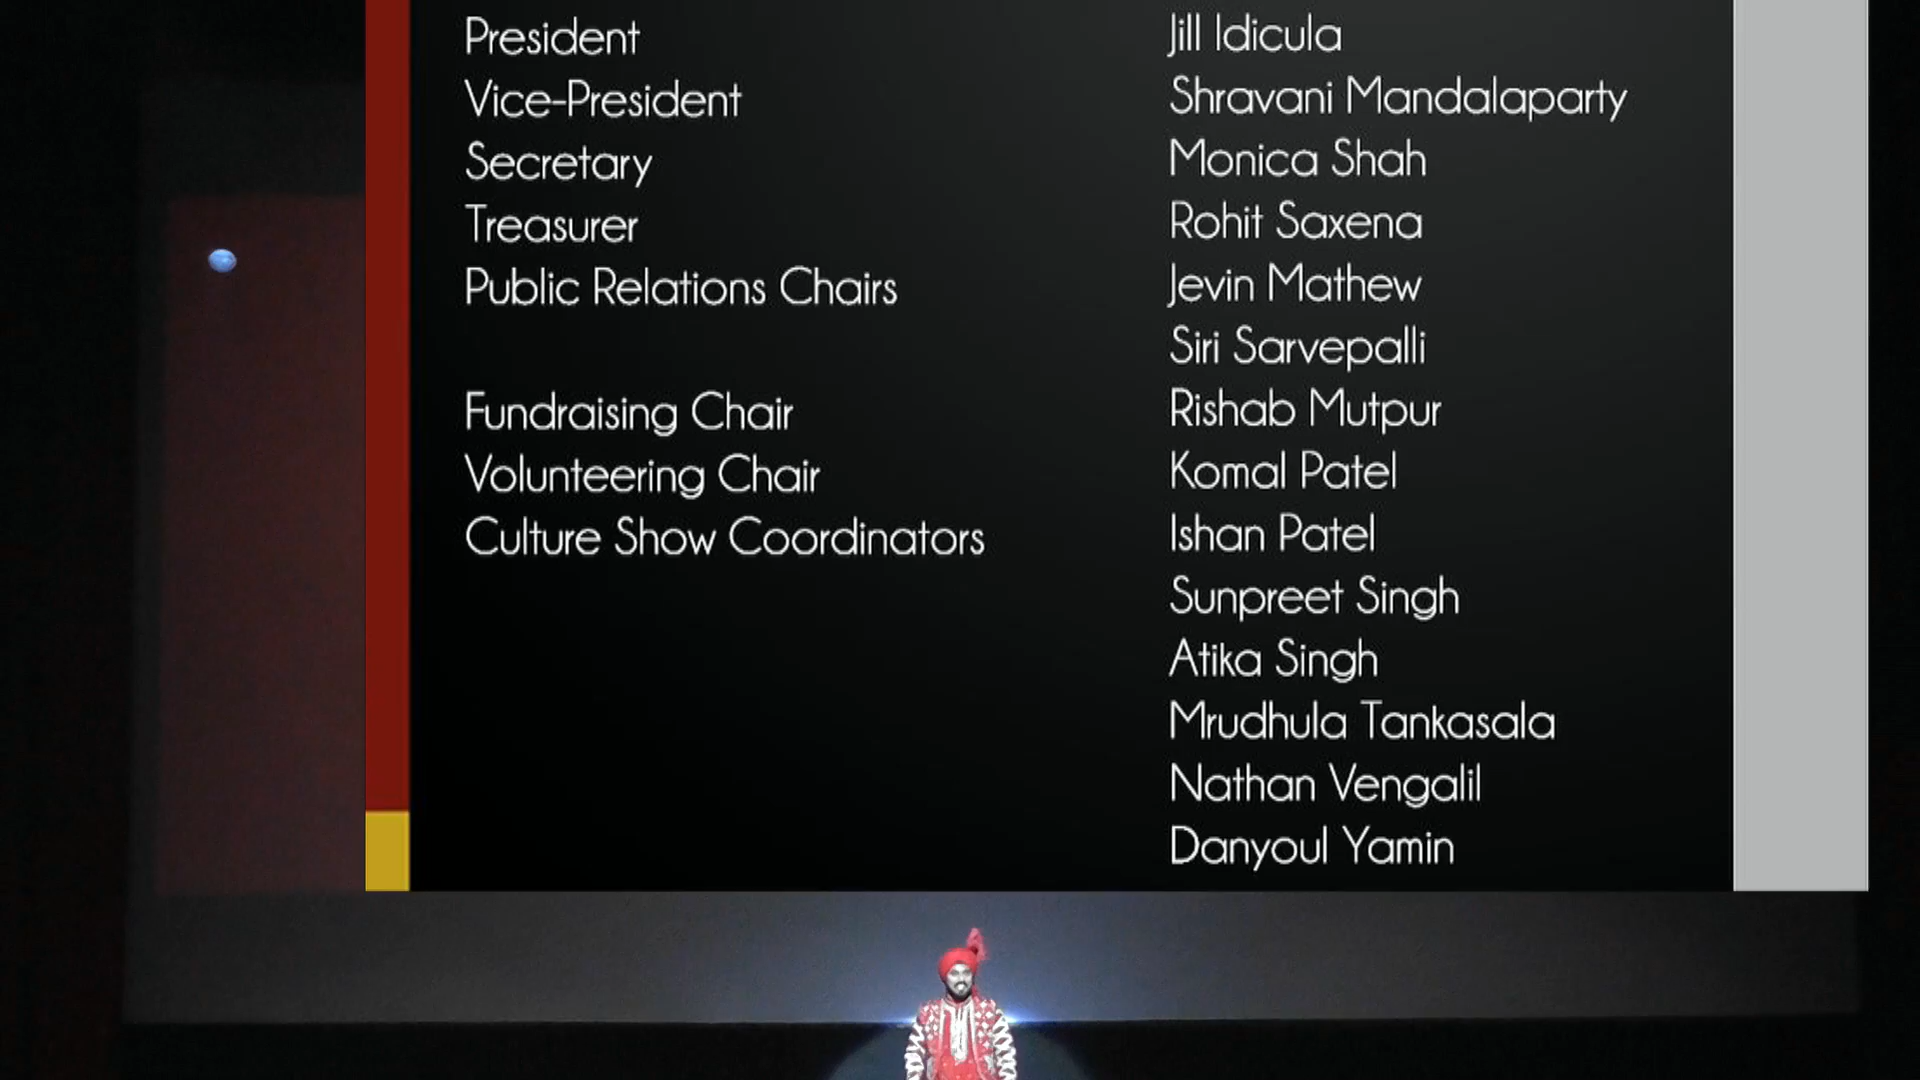 President Jill Idicula
Vice-President Shravani Mandalaparty
Secretary Monica Shah
Treasurer Rohit Saxena
Public Relations Chairs Jevin Mathew
Siri Sarvepalli
Fundraising Chair Rishab Mutpur
Volunteering Chair Komal Patel
Culture Show Coordinators Ishan Patel
Sunpreet Singh
Atika Singh
Mrudhula Tankasala
Nathan Vengalil
Danyoul Yamin